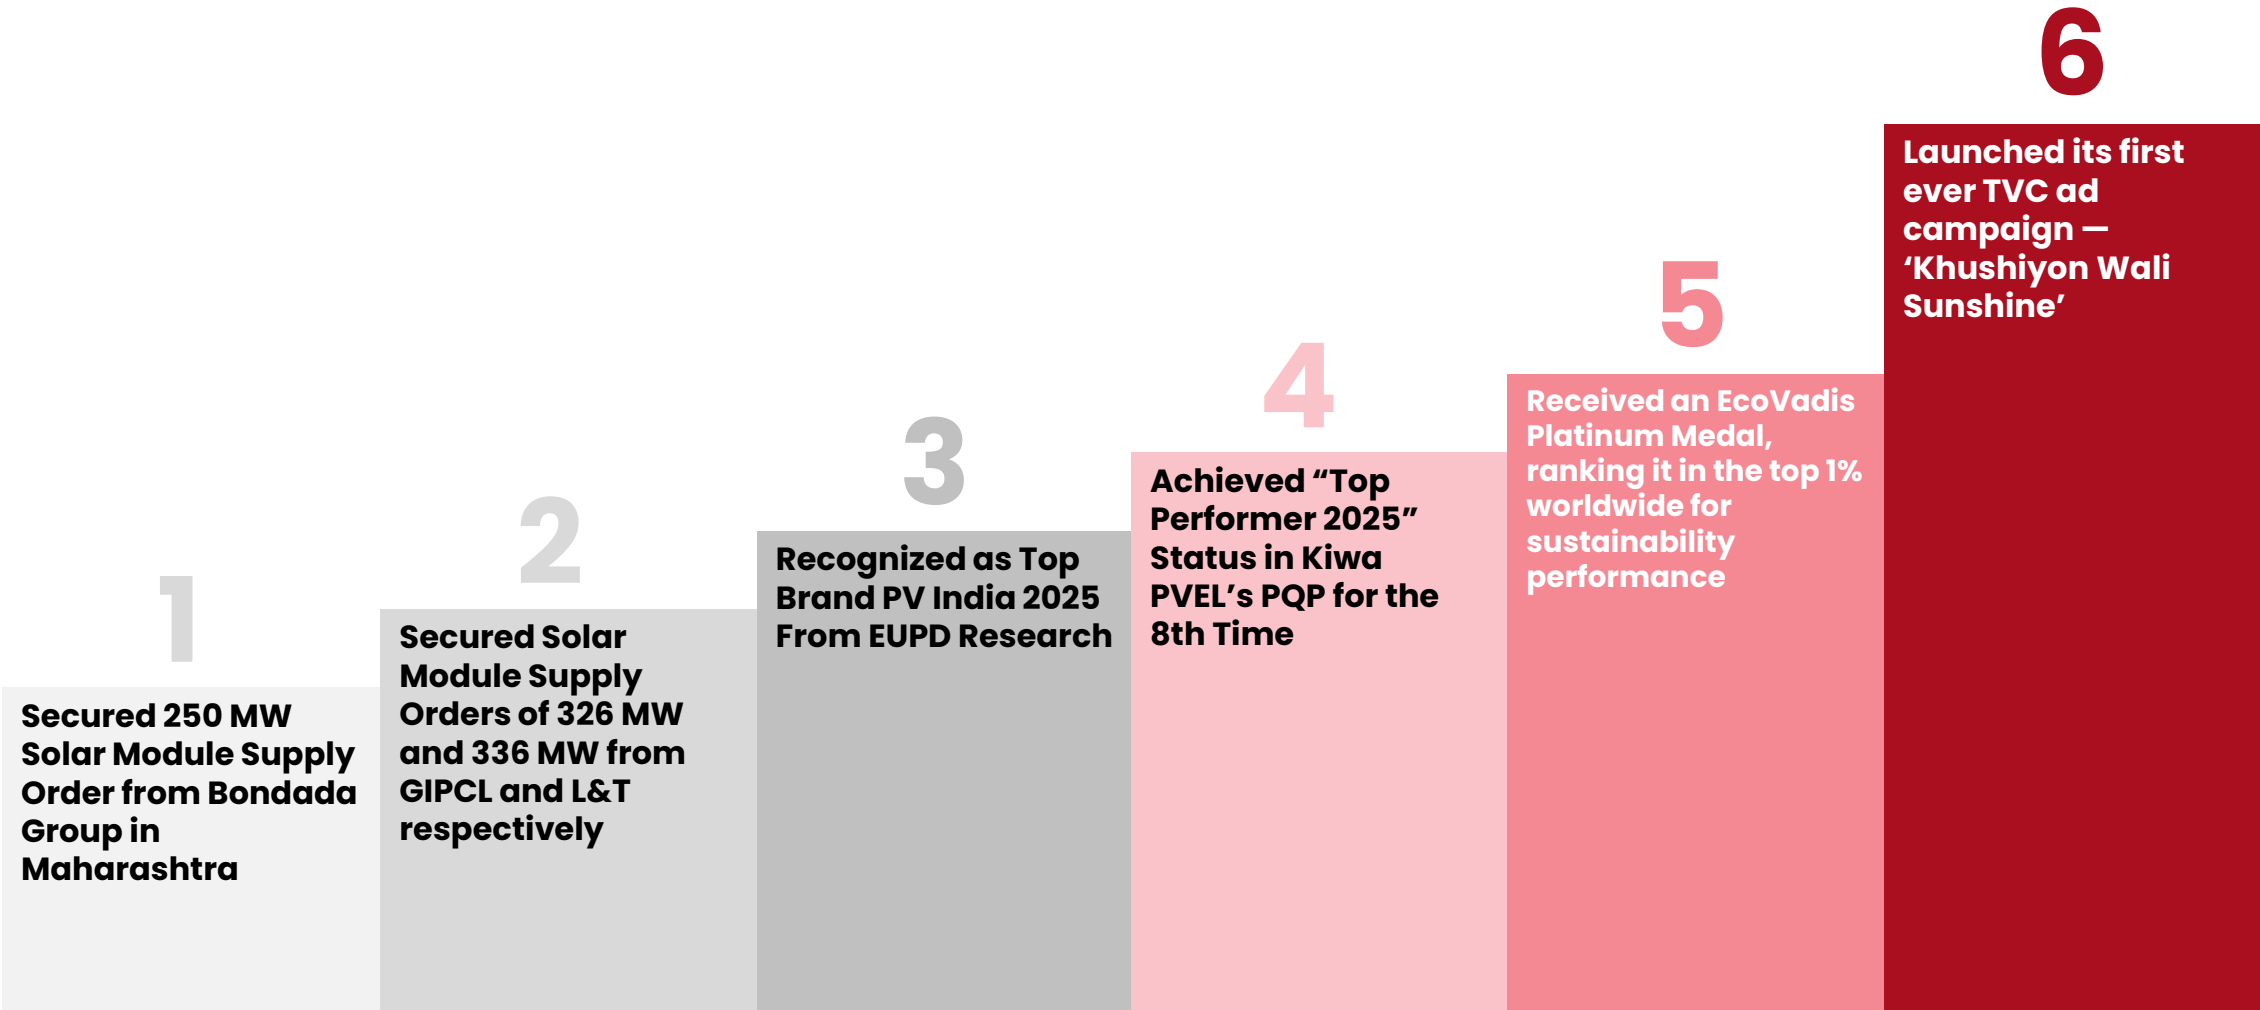 1
Secured 250 MW
Solar Module Supply
Order from Bondada
Group in
Maharashtra
2
Secured Solar
Module Supply
Orders of 326 MW
and 336 MW from
GIPCL and L&T
respectively
3
Recognized as Top
Brand PV India 2025
From EUPD Research
4
Achieved “Top
Performer 2025”
Status in Kiwa
PVEL’s PQP for the
8th Time
5
Received an EcoVadis
Platinum Medal,
ranking it in the top 1%
worldwide for
sustainability
performance
6
Launched its first
ever TVC ad
campaign —
‘Khushiyon Wali
Sunshine’